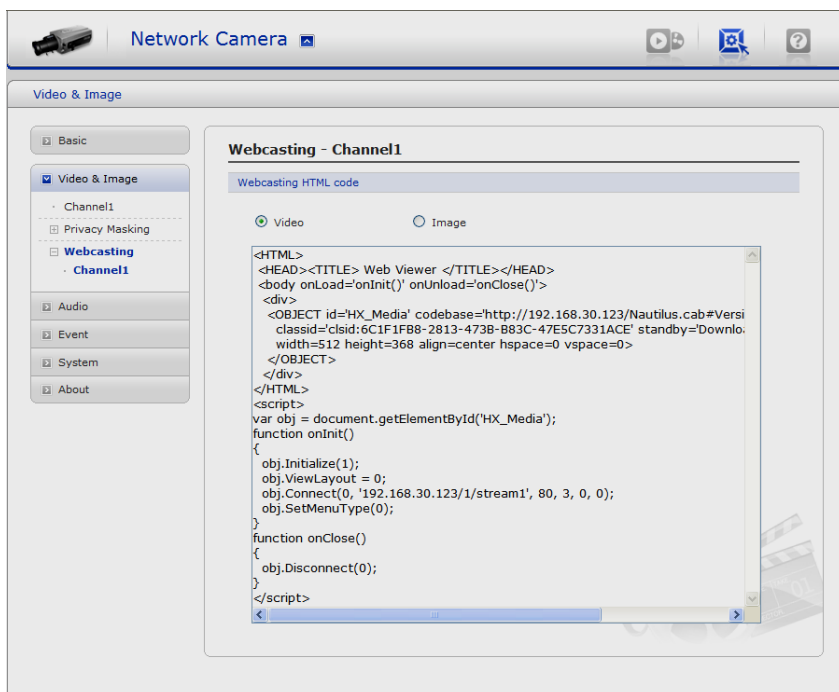 Network Camera
Video & Image
Basic
Video & Image
Channel1
Privacy Masking
Webcasting
Channel1
Audio
Event
System
About
Webcasting - Channel1
Webcasting HTML code
Video Image
<HTML>
<HEAD><TITLE> Web Viewer </TITLE></HEAD>
<body onLoad='onInit()' onUnload='onClose()'>
<div>
<OBJECT id='HX_Media' codebase='http://192.168.30.123/Nautilus.cab#Versi
classid='clsid:6C1F1FB8-2813-473B-B83C-47E5C7331ACE' standby='Downloa
width=512 height=368 align=center hspace=0 vspace=0>
</OBJECT>
</div>
</HTML>
<script>
var obj = document.getElementById('HX_Media');
function onInit()
{
obj.Initialize(1);
obj.ViewLayout = 0;
obj.Connect(0, '192.168.30.123/1/stream1', 80, 3, 0, 0);
obj.SetMenuType(0);
}
function onClose()
{
obj.Disconnect(0);
}
</script>
01